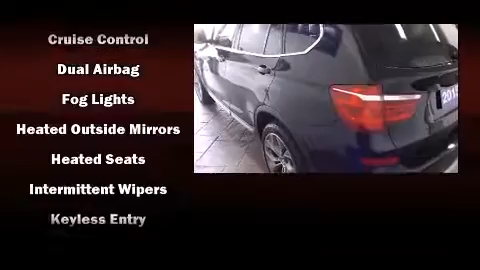 Cruise Control
Dual Airbag
Fog Lights
Heated Outside Mirrors
Heated Seats
Intermittent Wipers
Keyless Entry